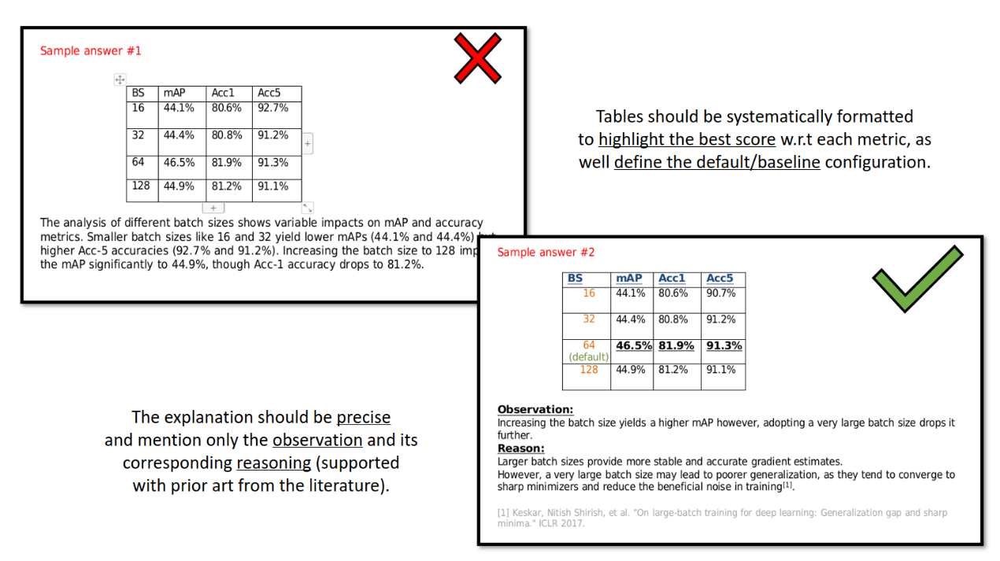 Sample answer #1
BS mAP Acc1 Acc5
16 44.1% 80.6% 92.7%
32 44.4% 80.8% 91.2%
64 46.5% 81.9% 91.3%
128 44.9% 81.2% 91.1%
The analysis of different batch sizes shows variable impacts on mAP and accuracy
metrics. Smaller batch sizes like 16 and 32 yield lower mAPs (44.1% and 44.4%)
higher Acc-5 accuracies (92.7% and 91.2%). Increasing the batch size to 128
the mAP significantly to 44.9%, though Acc-1 accuracy drops to 81.2%.
Tables should be systematically formatted
to highlight the best score w.r.t each metric, as
well define the default/baseline configuration.
The explanation should be precise
and mention only the observation and its
corresponding reasoning (supported
with prior art from the literature).
Sample answer #2
BS mAP Acc1 Acc5
16 44.1% 80.6% 90.7%
32 44.4% 80.8% 91.2%
64 46.5% 81.9% 91.3%
(default)
128 44.9% 81.2% 91.1%
Observation:
Increasing the batch size yields a higher mAP however, adopting a very large batch size drops it
further.
Reason:
Larger batch sizes provide more stable and accurate gradient estimates.
However, a very large batch size may lead to poorer generalization, as they tend to converge to
sharp minimizers and reduce the beneficial noise in training[1].
[1] Keskar, Nitish Shirish, et al. "On large-batch training for deep learning: Generalization gap and sharp
minima." ICLR 2017.